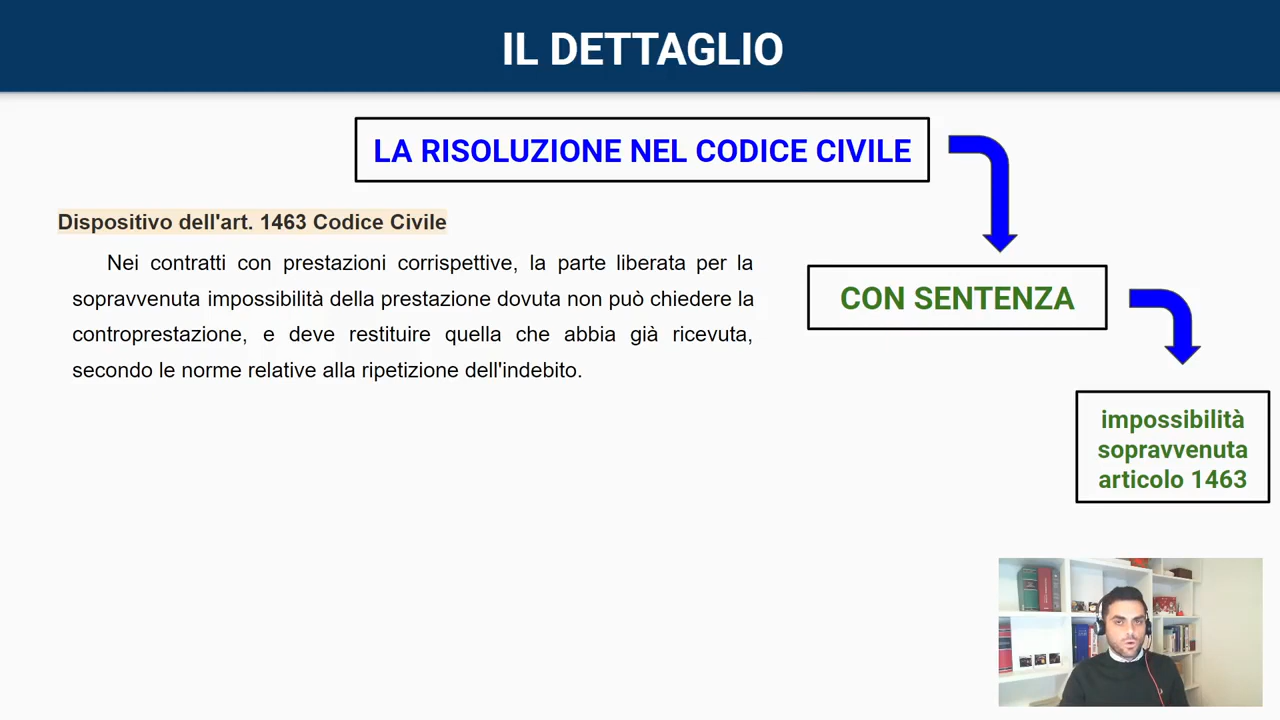 IL DETTAGLIO
LA RISOLUZIONE NEL CODICE CIVILE
Dispositivo dell'art. 1463 Codice Civile
Nei contratti con prestazioni corrispettive, la parte liberata per la
sopravvenuta impossibilità della prestazione dovuta non può chiedere la
controprestazione, e deve restituire quella che abbia già ricevuta,
secondo le norme relative alla ripetizione dell'indebito.
CON SENTENZA
impossibilità
sopravvenuta
articolo 1463